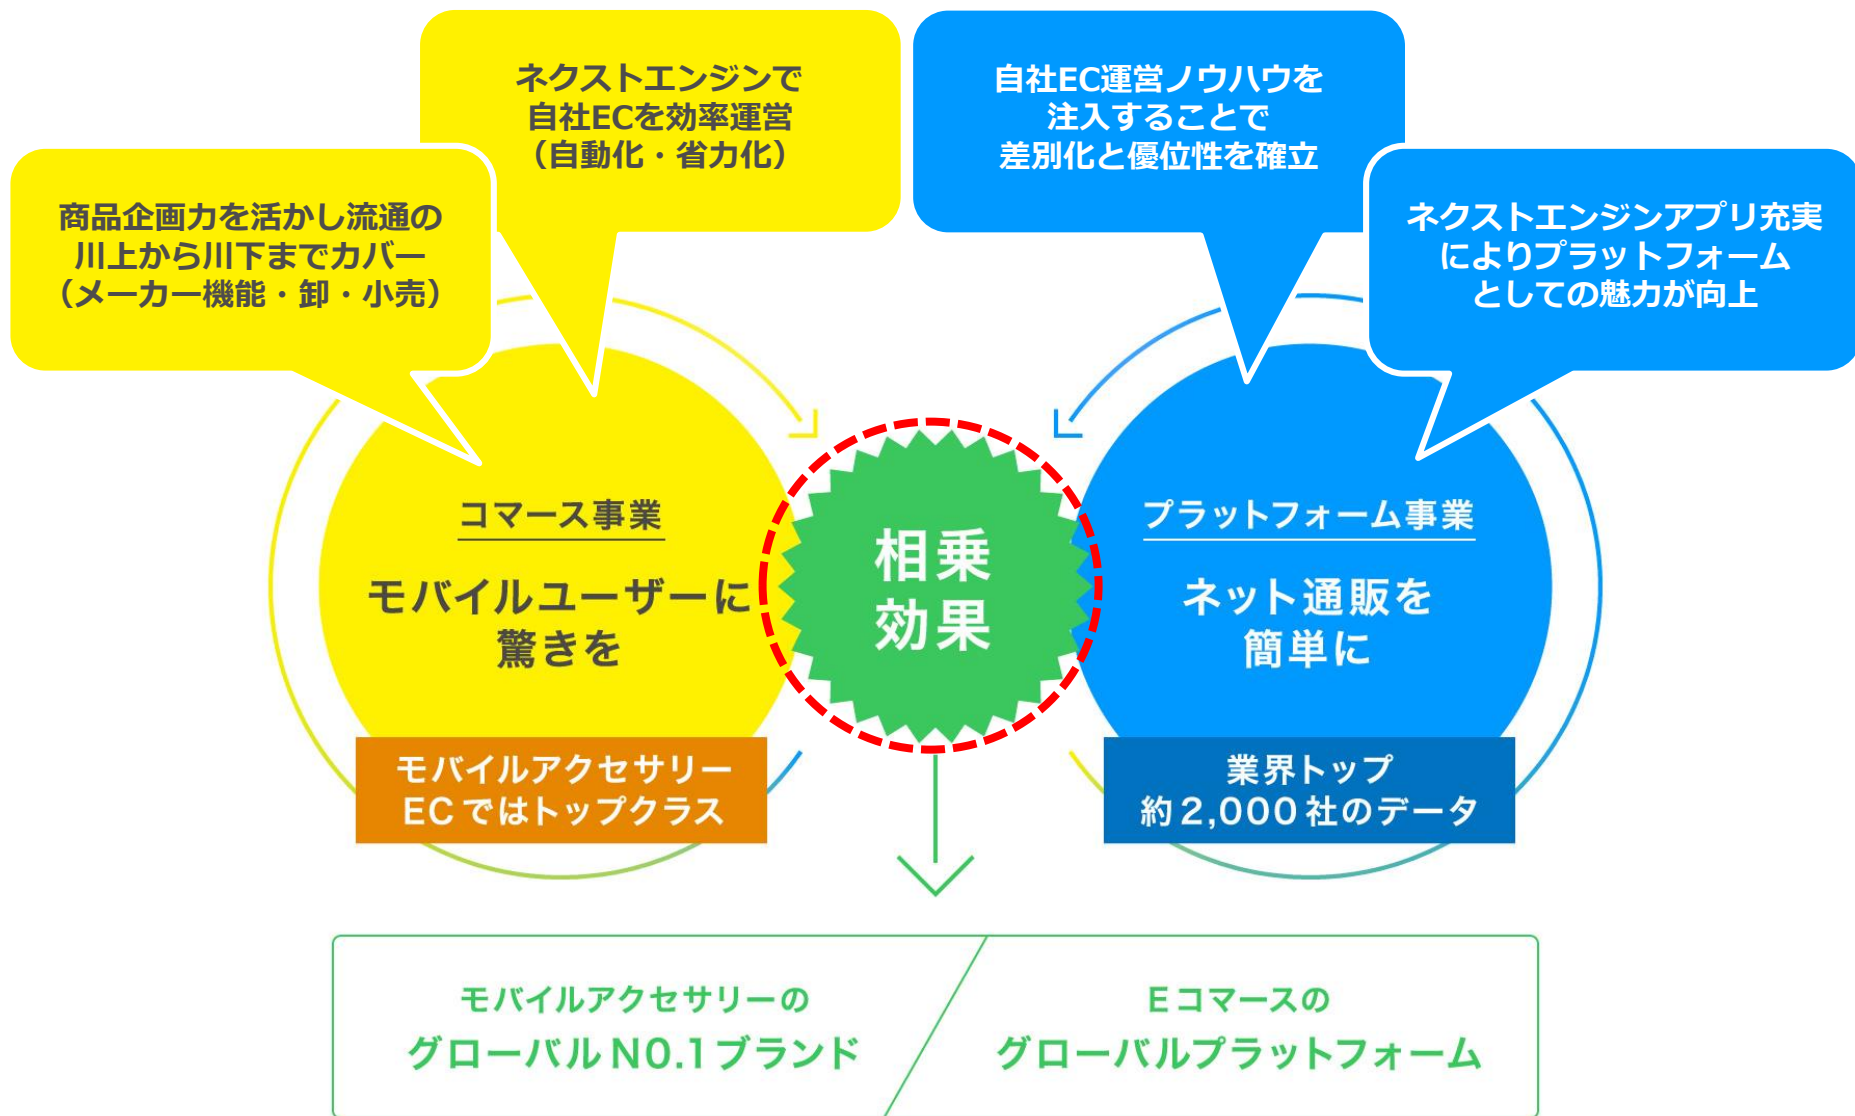 ネクストエンジンで
自社ECを効率運営
（自動化・省力化）
自社EC運営ノウハウを
注入することで
差別化と優位性を確立
商品企画力を活かし流通の
川上から川下までカバー
（メーカー機能・卸・小売）
ネクストエンジンアプリ充実
によりプラットフォーム
としての魅力が向上
コマース事業
モバイルユーザーに
驚きを
相乗
効果
プラットフォーム事業
ネット通販を
簡単に
モバイルアクセサリー
ECではトップクラス
業界トップ
約2,000社のデータ
モバイルアクセサリーの
グローバルNO.1ブランド
Eコマースの
グローバルプラットフォーム